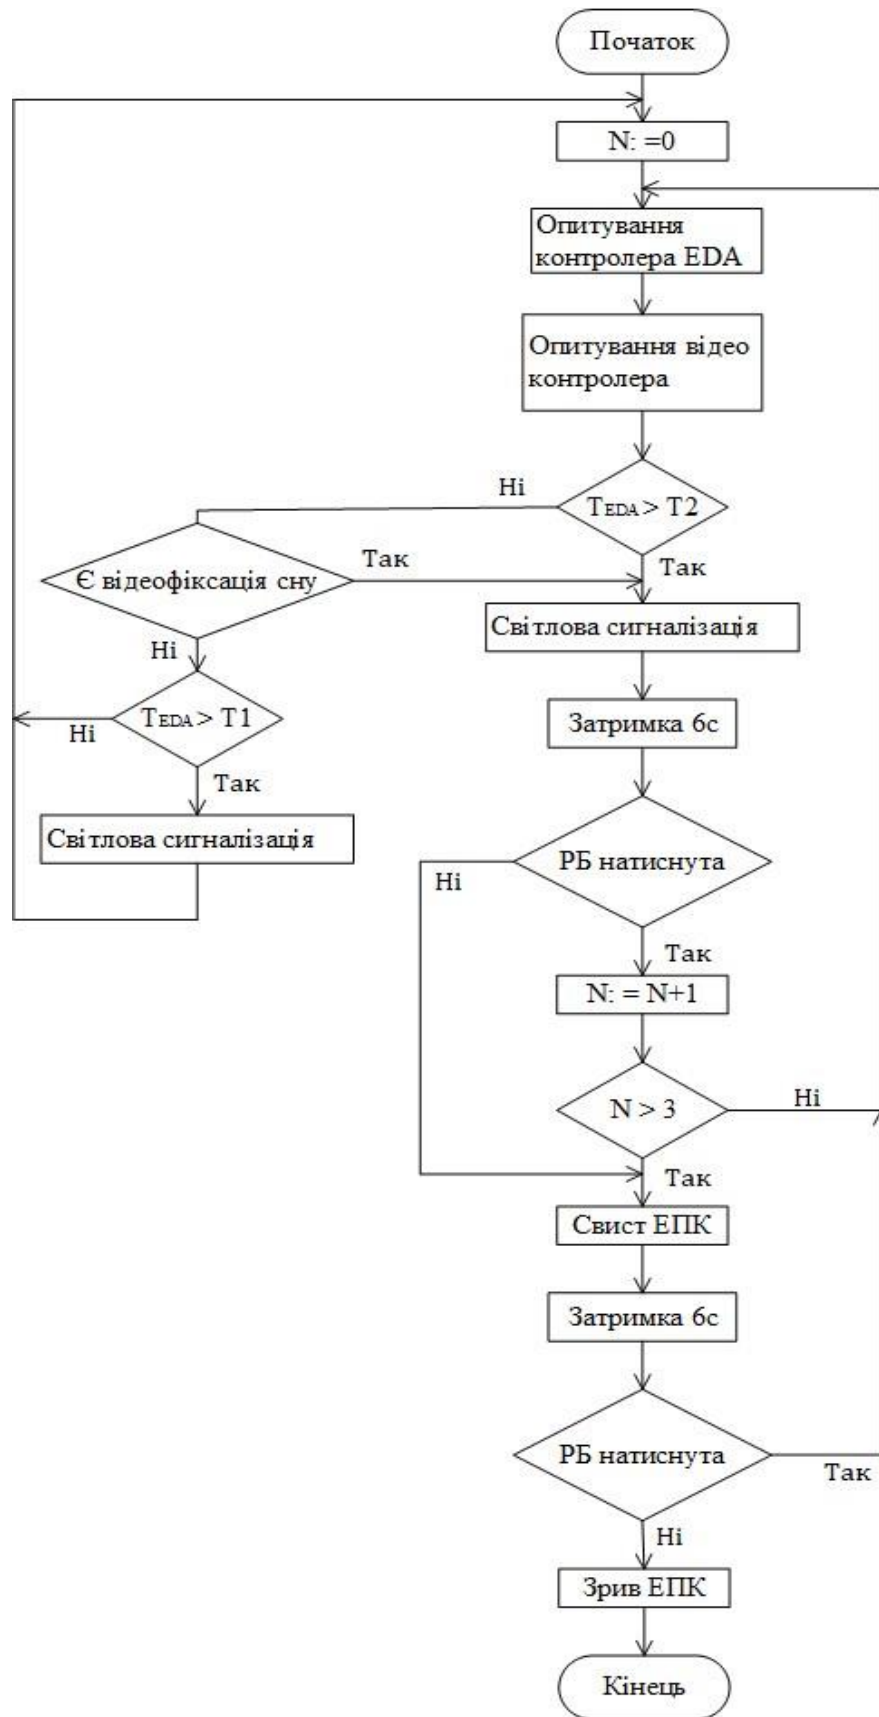 Початок
N: =0
Опитування
контролера EDA
Опитування відео
контролера
Ні
TEDA > T2
Так
Є відеофіксація сну
Так
Світлова сигналізація
Ні
TEDA > T1
Ні
Затримка 6с
Так
Світлова сигналізація
РБ натиснута
Ні
Так
N: = N+1
N > 3
Ні
Так
Свист ЕПК
Затримка 6с
РБ натиснута
Так
Ні
Зрив ЕПК
Кінець